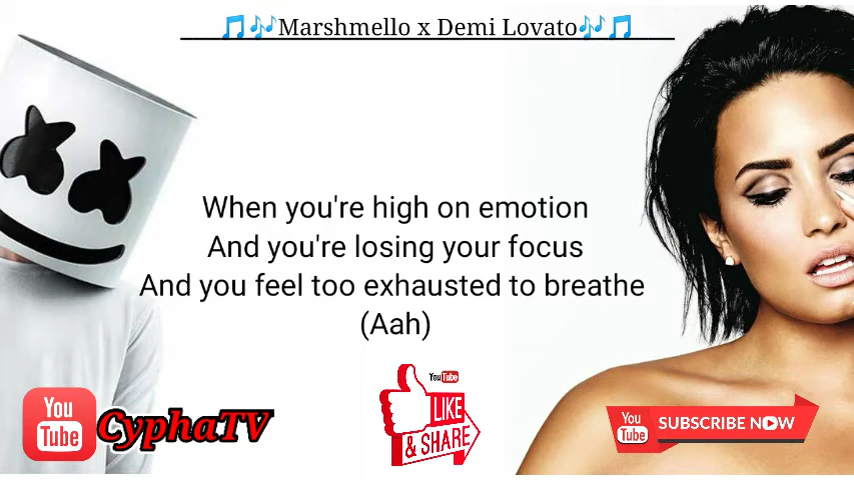 🎵🎶Marshmello x Demi Lovato🎶🎵
When you're high on emotion
And you're losing your focus
And you feel too exhausted to breathe
(Aah)
You Tube
CyphaTV
YouTube
LIKE
& SHARE
You Tube
SUBSCRIBE NOW